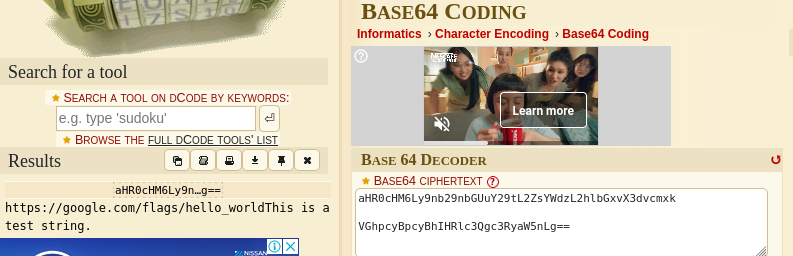 Search for a tool
★ Search a tool on dCode by keywords:
e.g. type 'sudoku'
★ Browse the full dCode tools' list
Results
aHR0cHM6Ly9n…g==
https://google.com/flags/hello_worldThis is a
test string.
NISSAN
Base64 Coding
Informatics › Character Encoding › Base64 Coding
Learn more
Base 64 Decoder
★ Base64 ciphertext ?
aHR0cHM6Ly9nb29nbGUuY29tL2ZsYWdzL2hlbGxvX3dvcmxk
VGhpcyBpcyBhIHRlc3Qgc3RyaW5nLg==